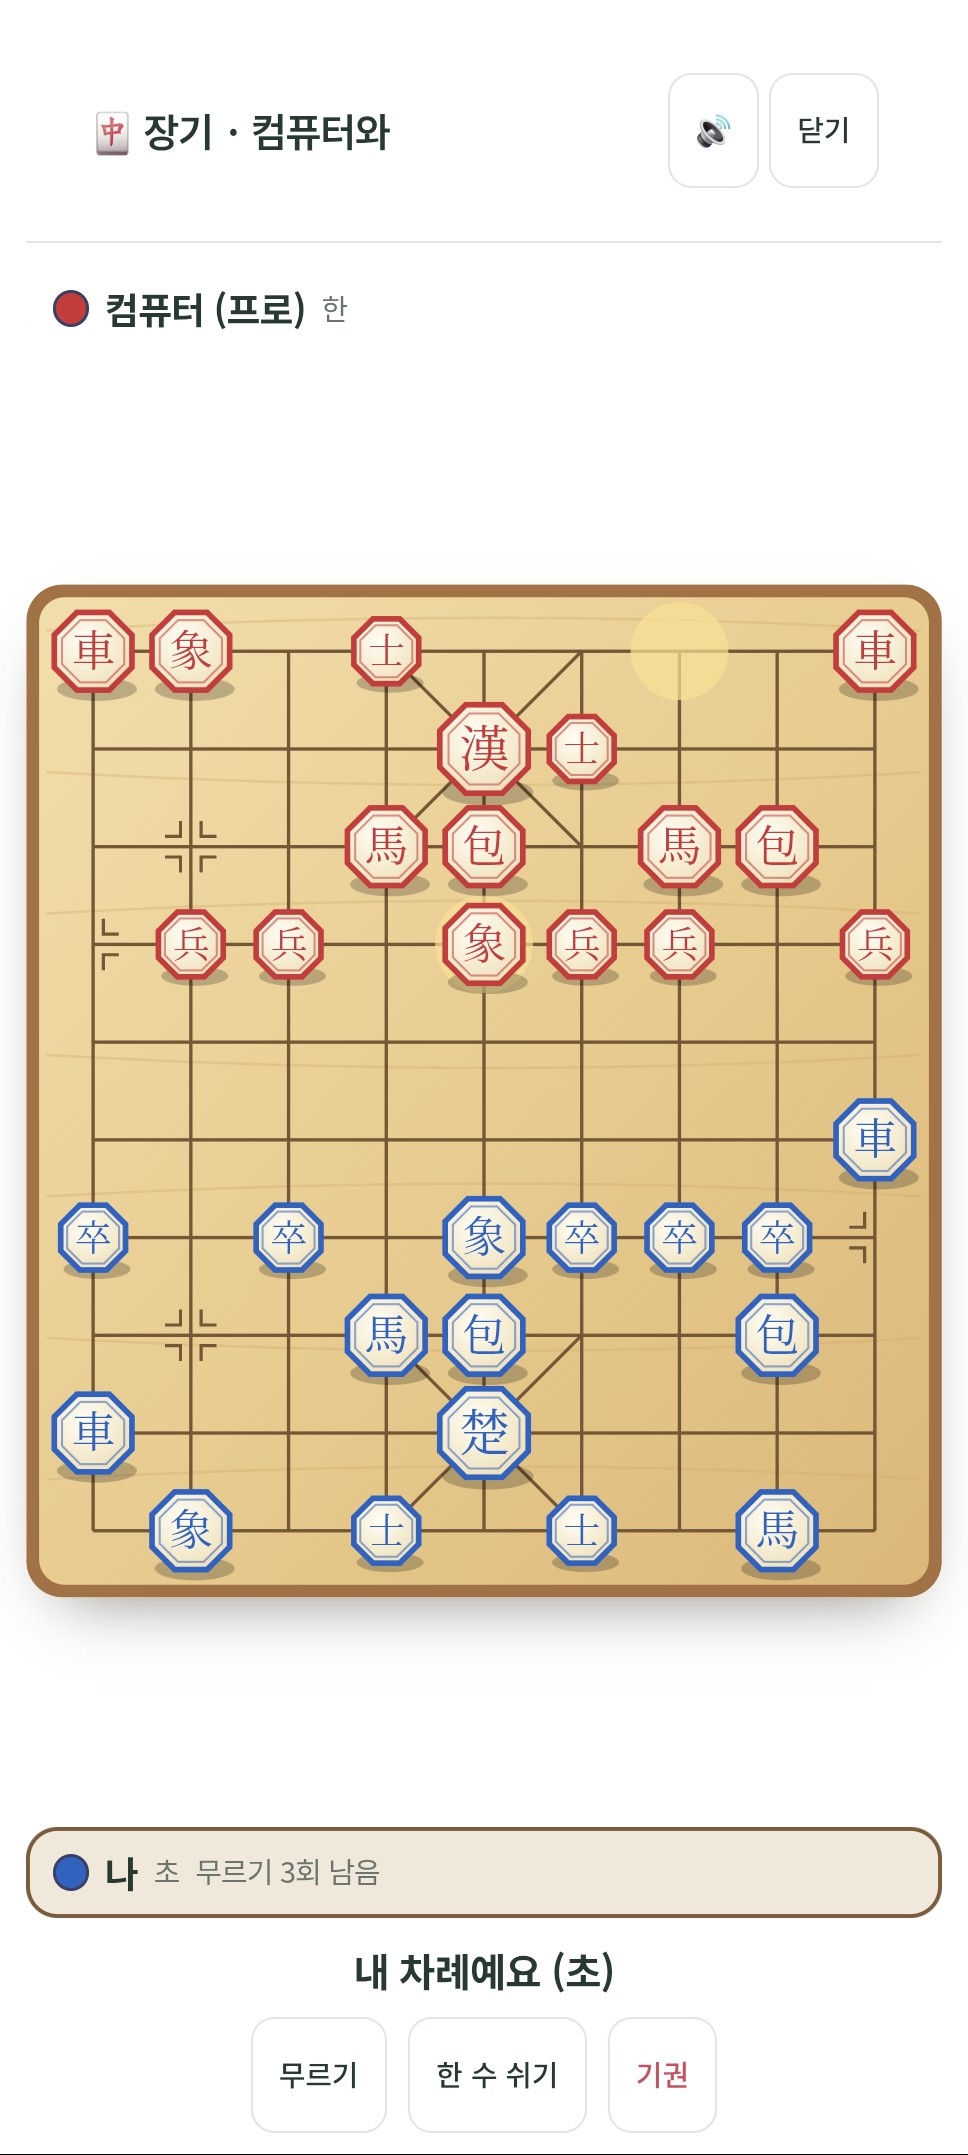 中 장기 · 컴퓨터와
닫기
컴퓨터 (프로) 한
車 象 士 車
漢 士
馬 包 馬 包
兵 兵 象 兵 兵 兵
車
卒 卒 象 卒 卒 卒
馬 包 包
車 楚
象 士 士 馬
나 초 무르기 3회 남음
내 차례예요 (초)
무르기 한 수 쉬기 기권